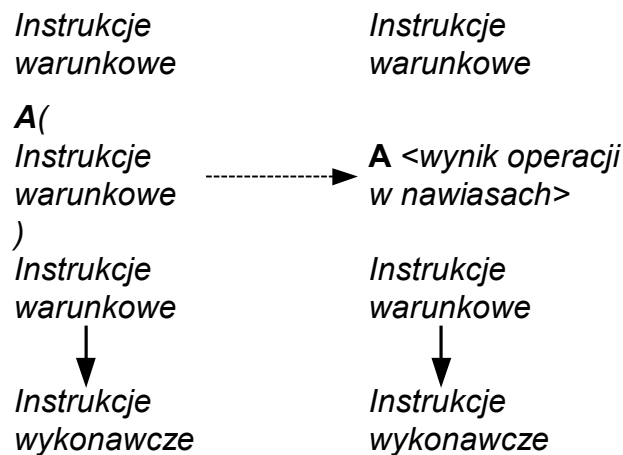 Instrukcje
warunkowe
A(
Instrukcje
warunkowe
)
Instrukcje
warunkowe
Instrukcje
wykonawcze
Instrukcje
warunkowe
A <wynik operacji
w nawiasach>
Instrukcje
warunkowe
Instrukcje
wykonawcze